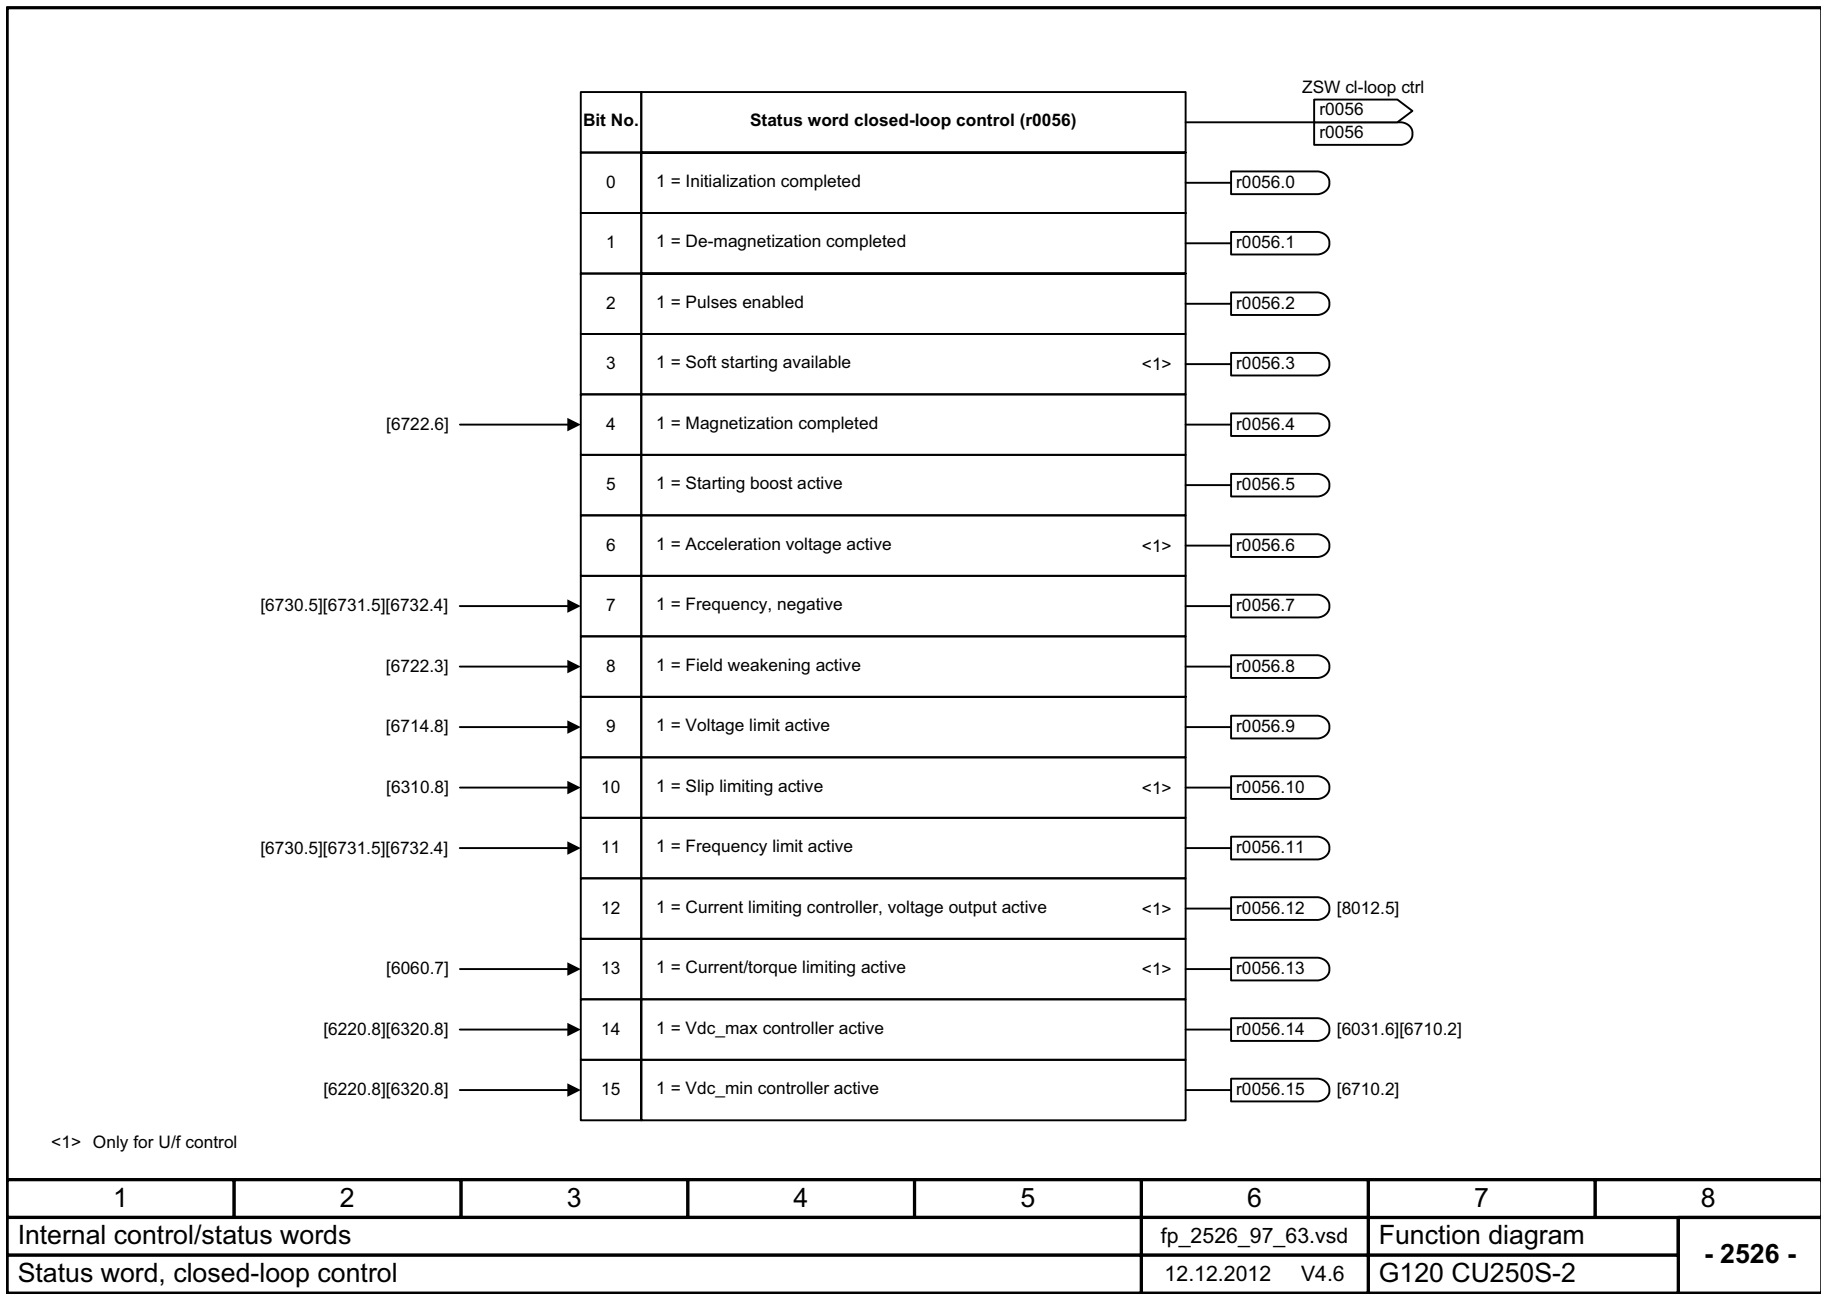 ZSW cl-loop ctrl
Bit No. Status word closed-loop control (r0056) r0056
r0056
0 1 = Initialization completed r0056.0
1 1 = De-magnetization completed r0056.1
2 1 = Pulses enabled r0056.2
3 1 = Soft starting available <1> r0056.3
[6722.6] 4 1 = Magnetization completed r0056.4
5 1 = Starting boost active r0056.5
6 1 = Acceleration voltage active <1> r0056.6
[6730.5][6731.5][6732.4] 7 1 = Frequency, negative r0056.7
[6722.3] 8 1 = Field weakening active r0056.8
[6714.8] 9 1 = Voltage limit active r0056.9
[6310.8] 10 1 = Slip limiting active <1> r0056.10
[6730.5][6731.5][6732.4] 11 1 = Frequency limit active r0056.11
12 1 = Current limiting controller, voltage output active <1> r0056.12 [8012.5]
[6060.7] 13 1 = Current/torque limiting active <1> r0056.13
[6220.8][6320.8] 14 1 = Vdc_max controller active r0056.14 [6031.6][6710.2]
[6220.8][6320.8] 15 1 = Vdc_min controller active r0056.15 [6710.2]
<1> Only for U/f control
1 2 3 4 5 6 7 8
Internal control/status words fp_2526_97_63.vsd Function diagram - 2526 -
Status word, closed-loop control 12.12.2012 V4.6 G120 CU250S-2